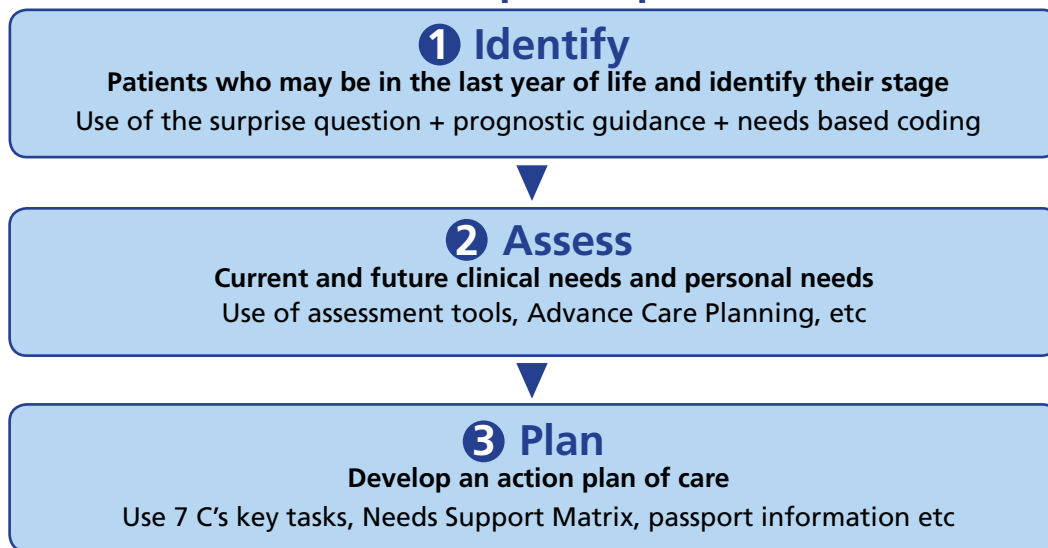 1 Identify
Patients who may be in the last year of life and identify their stage
Use of the surprise question + prognostic guidance + needs based coding
2 Assess
Current and future clinical needs and personal needs
Use of assessment tools, Advance Care Planning, etc
3 Plan
Develop an action plan of care
Use 7 C's key tasks, Needs Support Matrix, passport information etc